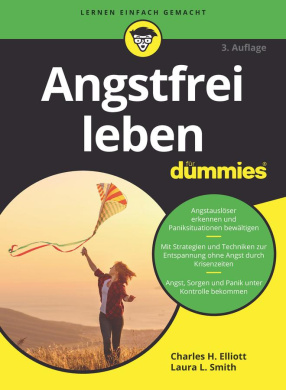 LERNEN EINFACH GEMACHT
3. Auflage
Angstfrei
leben
für
dummies®
Angstauslöser
erkennen und
Paniksituationen bewältigen
Mit Strategien und Techniken zur
Entspannung ohne Angst durch
Krisenzeiten
Angst, Sorgen und Panik unter
Kontrolle bekommen
Charles H. Elliott
Laura L. Smith